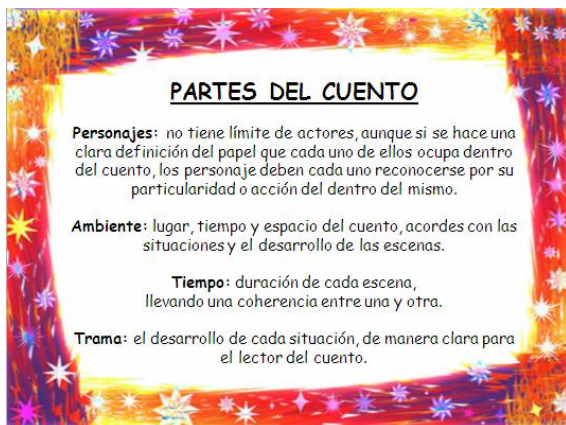 PARTES DEL CUENTO
Personajes: no tiene límite de actores, aunque si se hace una
clara definición del papel que cada uno de ellos ocupa dentro
del cuento, los personaje deben cada uno reconocerse por su
particularidad o acción del dentro del mismo.
Ambiente: lugar, tiempo y espacio del cuento, acordes con las
situaciones y el desarrollo de las escenas.
Tiempo: duración de cada escena,
llevando una coherencia entre una y otra.
Trama: el desarrollo de cada situación, de manera clara para
el lector del cuento.